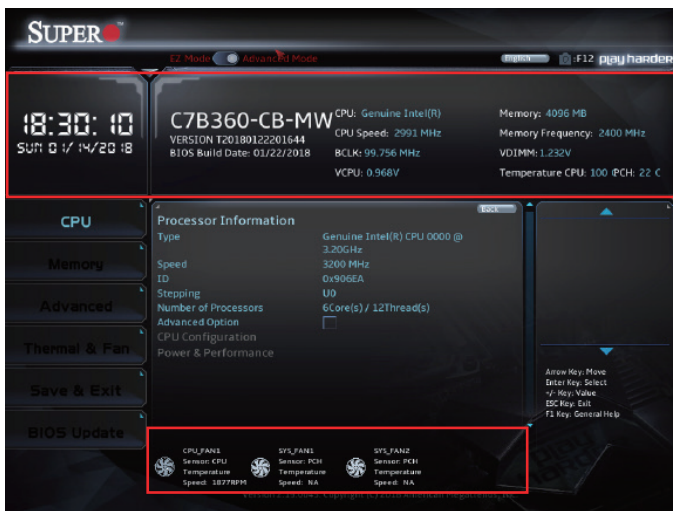 SUPER
EZ Mode Advanced Mode
English :F12 play harder
18:30:10
SUN 01/14/2018
C7B360-CB-MW
VERSION T20180122201644
BIOS Build Date: 01/22/2018
CPU: Genuine Intel(R)
CPU Speed: 2991 MHz
BCLK: 99.756 MHz
VCPU: 0.968V
Memory: 4096 MB
Memory Frequency: 2400 MHz
VDIMM: 1.232V
Temperature CPU: 100 PCH: 22 C
CPU
Memory
Advanced
Thermal & Fan
Save & Exit
BIOS Update
Back
Processor Information
Type Genuine Intel(R) CPU 0000 @
3.20GHz
Speed 3200 MHz
ID 0x906EA
Stepping U0
Number of Processors 6Core(s) / 12Thread(s)
Advanced Option
CPU Configuration
Power & Performance
Arrow Key: Move
Enter Key: Select
+/- Key: Value
ESC Key: Exit
F1 Key: General Help
CPU_FAN1
Sensor: CPU
Temperature
Speed: 1877RPM
SYS_FAN1
Sensor: PCH
Temperature
Speed: NA
SYS_FAN2
Sensor: PCH
Temperature
Speed: NA